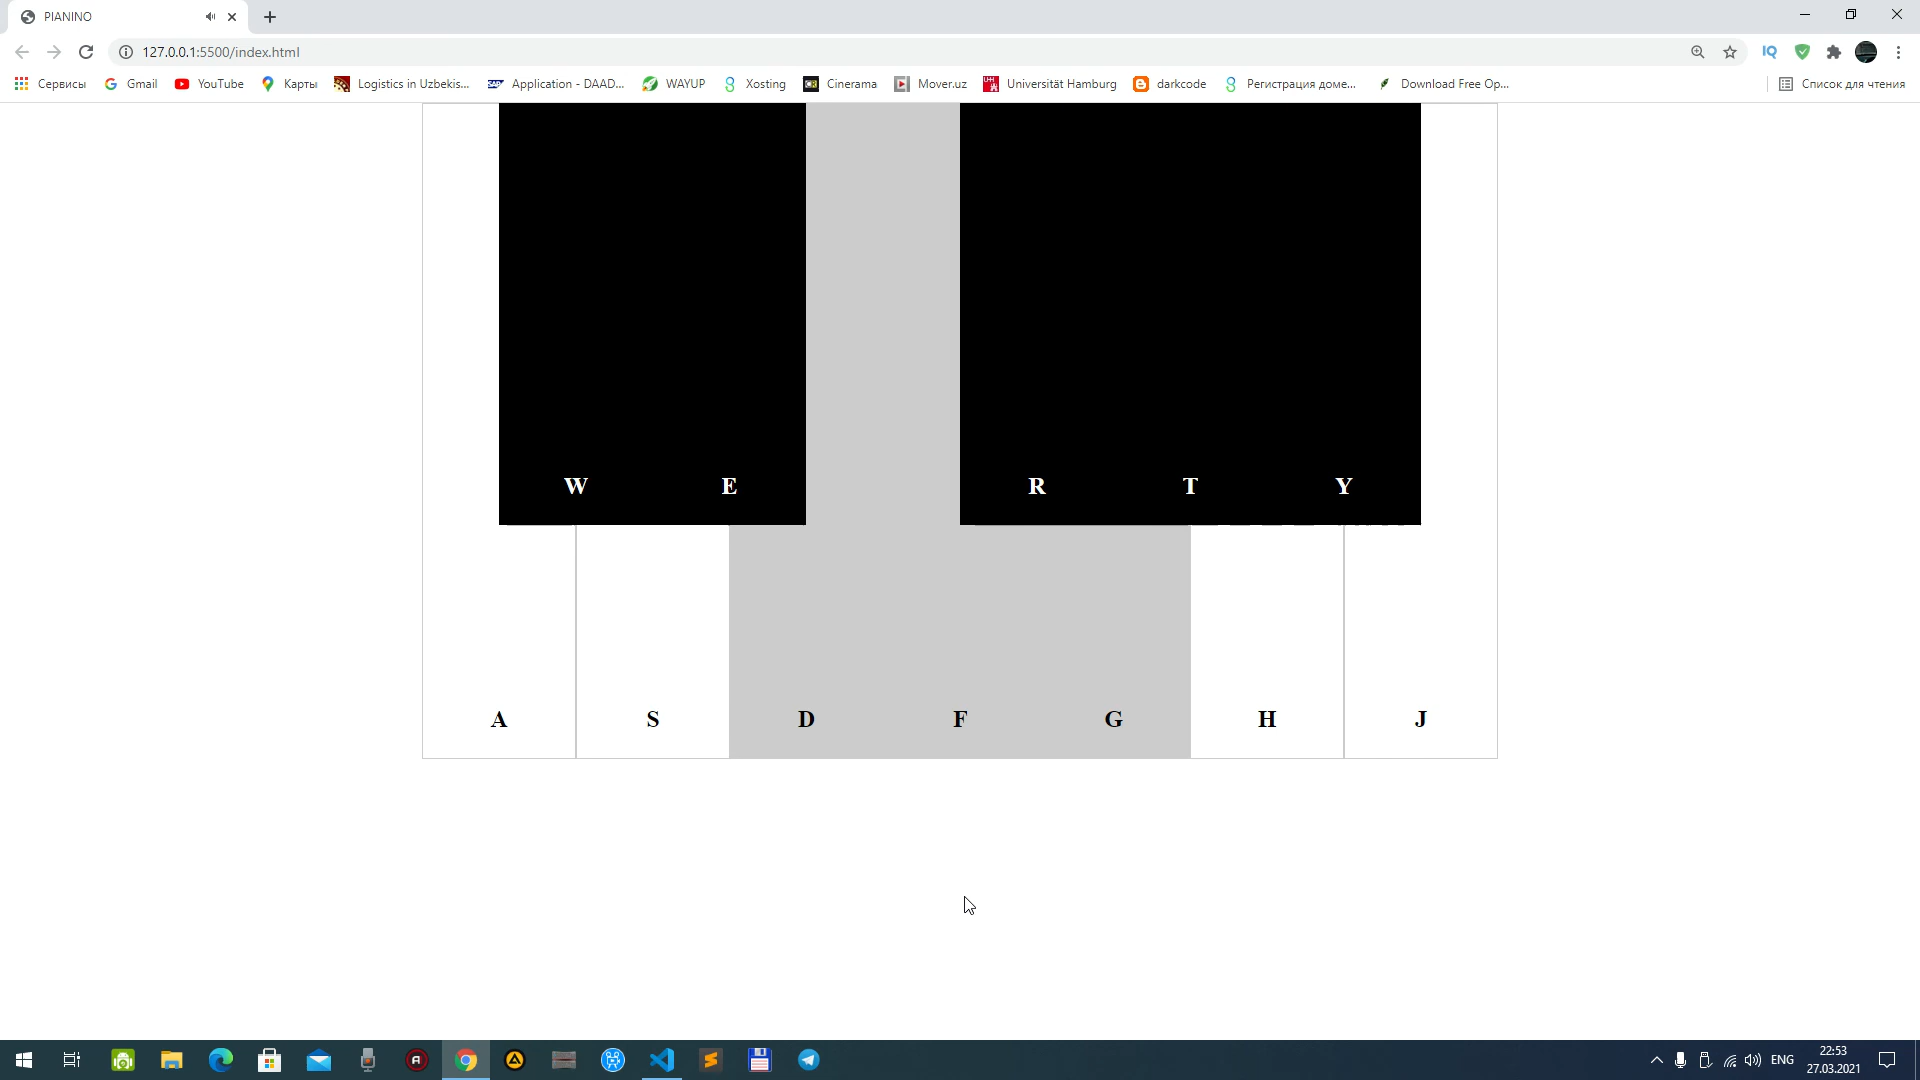 PIANINO
127.0.0.1:5500/index.html
IQ
Сервисы
Gmail
YouTube
Карты
Logistics in Uzbekis...
Application - DAAD...
WAYUP
Xosting
Cinerama
Mover.uz
Universität Hamburg
darkcode
Регистрация доме...
Download Free Op...
Список для чтения
W E R T Y
A S D F G H J
ENG
22:53
27.03.2021